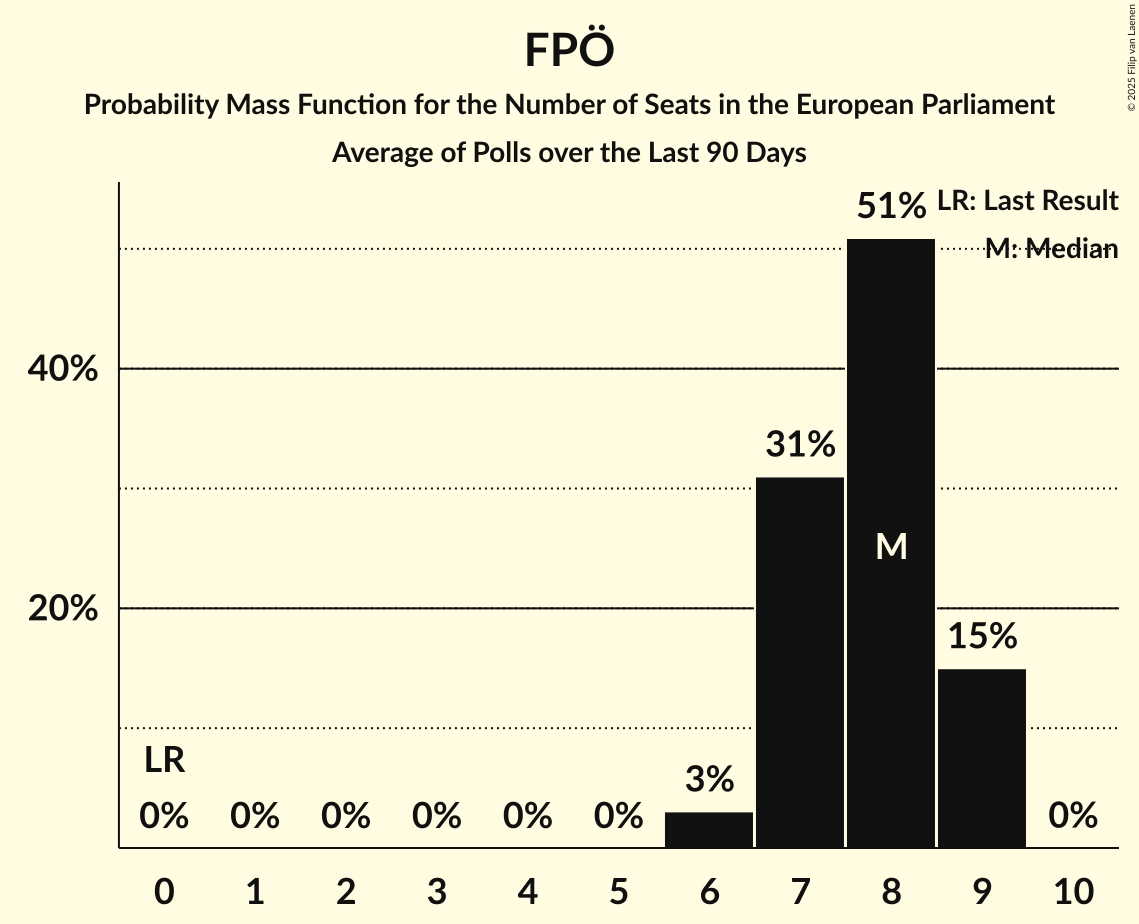 FPÖ
Probability Mass Function for the Number of Seats in the European Parliament
Average of Polls over the Last 90 Days
© 2025 Filip van Laenen
LR: Last Result
M: Median
51%
40%
31%
M
20%
15%
LR
3%
0% 0% 0% 0% 0% 0% 0%
0 1 2 3 4 5 6 7 8 9 10